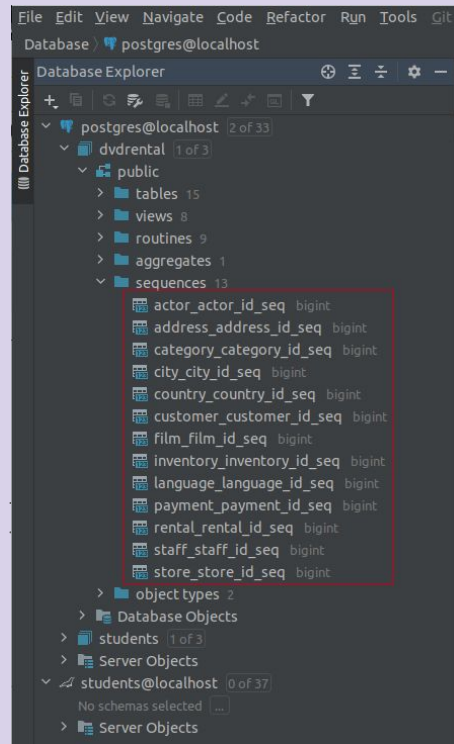 File Edit View Navigate Code Refactor Run Tools Git
Database postgres@localhost
Database Explorer
Database Explorer
postgres@localhost 2 of 33
dvdrental 1 of 3
public
tables 15
views 8
routines 9
aggregates 1
sequences 13
actor_actor_id_seq bigint
address_address_id_seq bigint
category_category_id_seq bigint
city_city_id_seq bigint
country_country_id_seq bigint
customer_customer_id_seq bigint
film_film_id_seq bigint
inventory_inventory_id_seq bigint
language_language_id_seq bigint
payment_payment_id_seq bigint
rental_rental_id_seq bigint
staff_staff_id_seq bigint
store_store_id_seq bigint
object types 2
Database Objects
students 1 of 3
Server Objects
students@localhost 0 of 37
No schemas selected ...
Server Objects